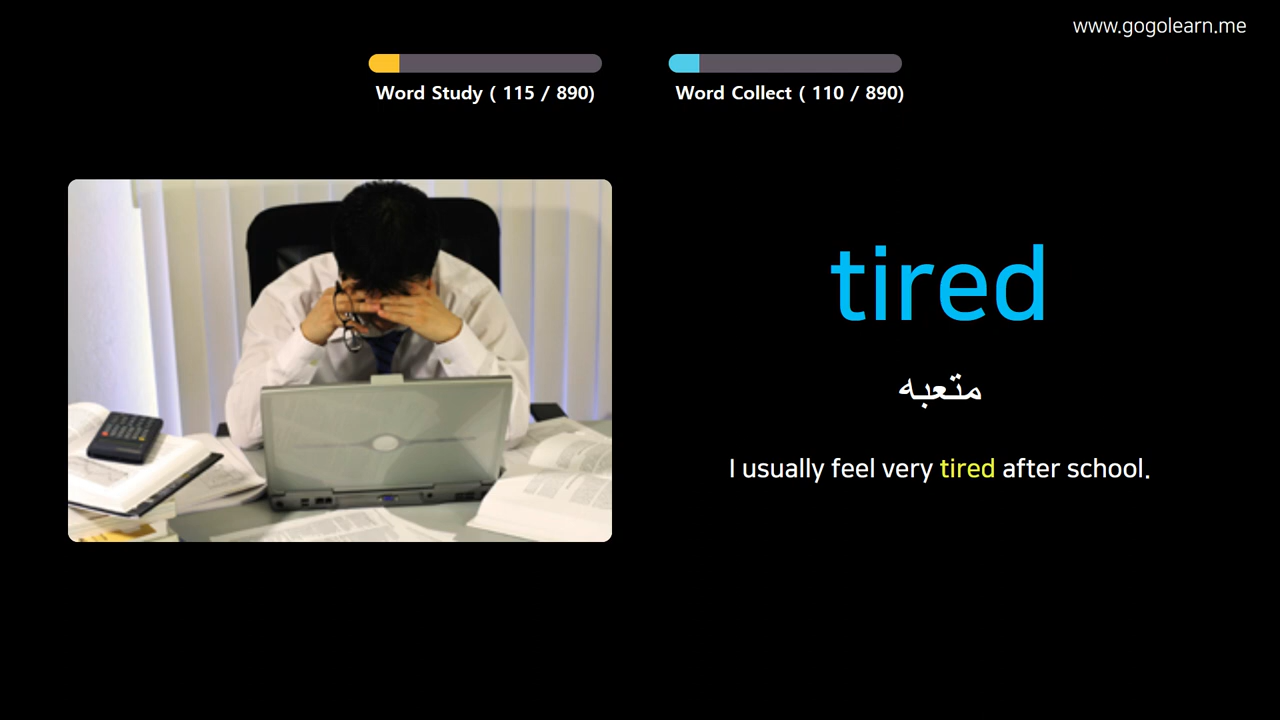 www.gogolearn.me
Word Study ( 115 / 890)
Word Collect ( 110 / 890)
tired
متعبه
I usually feel very tired after school.